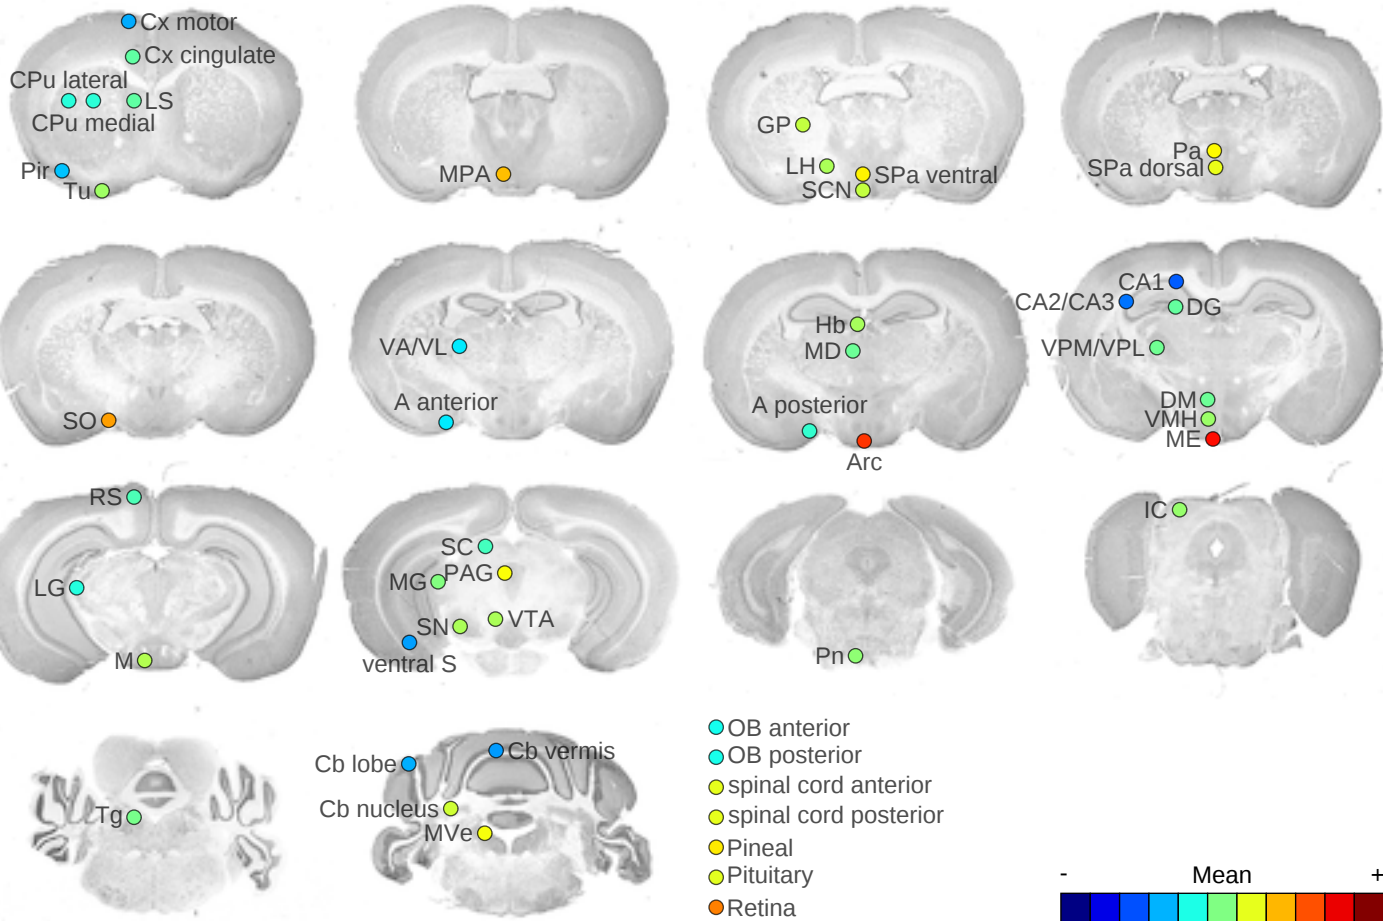 Cx motor
Cx cingulate
CPu lateral
LS
CPu medial
Pir
Tu
MPA
GP
LH
SPa ventral
SCN
Pa
SPa dorsal
SO
VA/VL
A anterior
Hb
MD
A posterior
Arc
CA1
CA2/CA3
DG
VPM/VPL
DM
VMH
ME
RS
LG
M
SC
MG
PAG
SN
VTA
ventral S
Pn
IC
Tg
Cb lobe
Cb vermis
Cb nucleus
MVe
OB anterior
OB posterior
spinal cord anterior
spinal cord posterior
Pineal
Pituitary
Retina
- Mean +